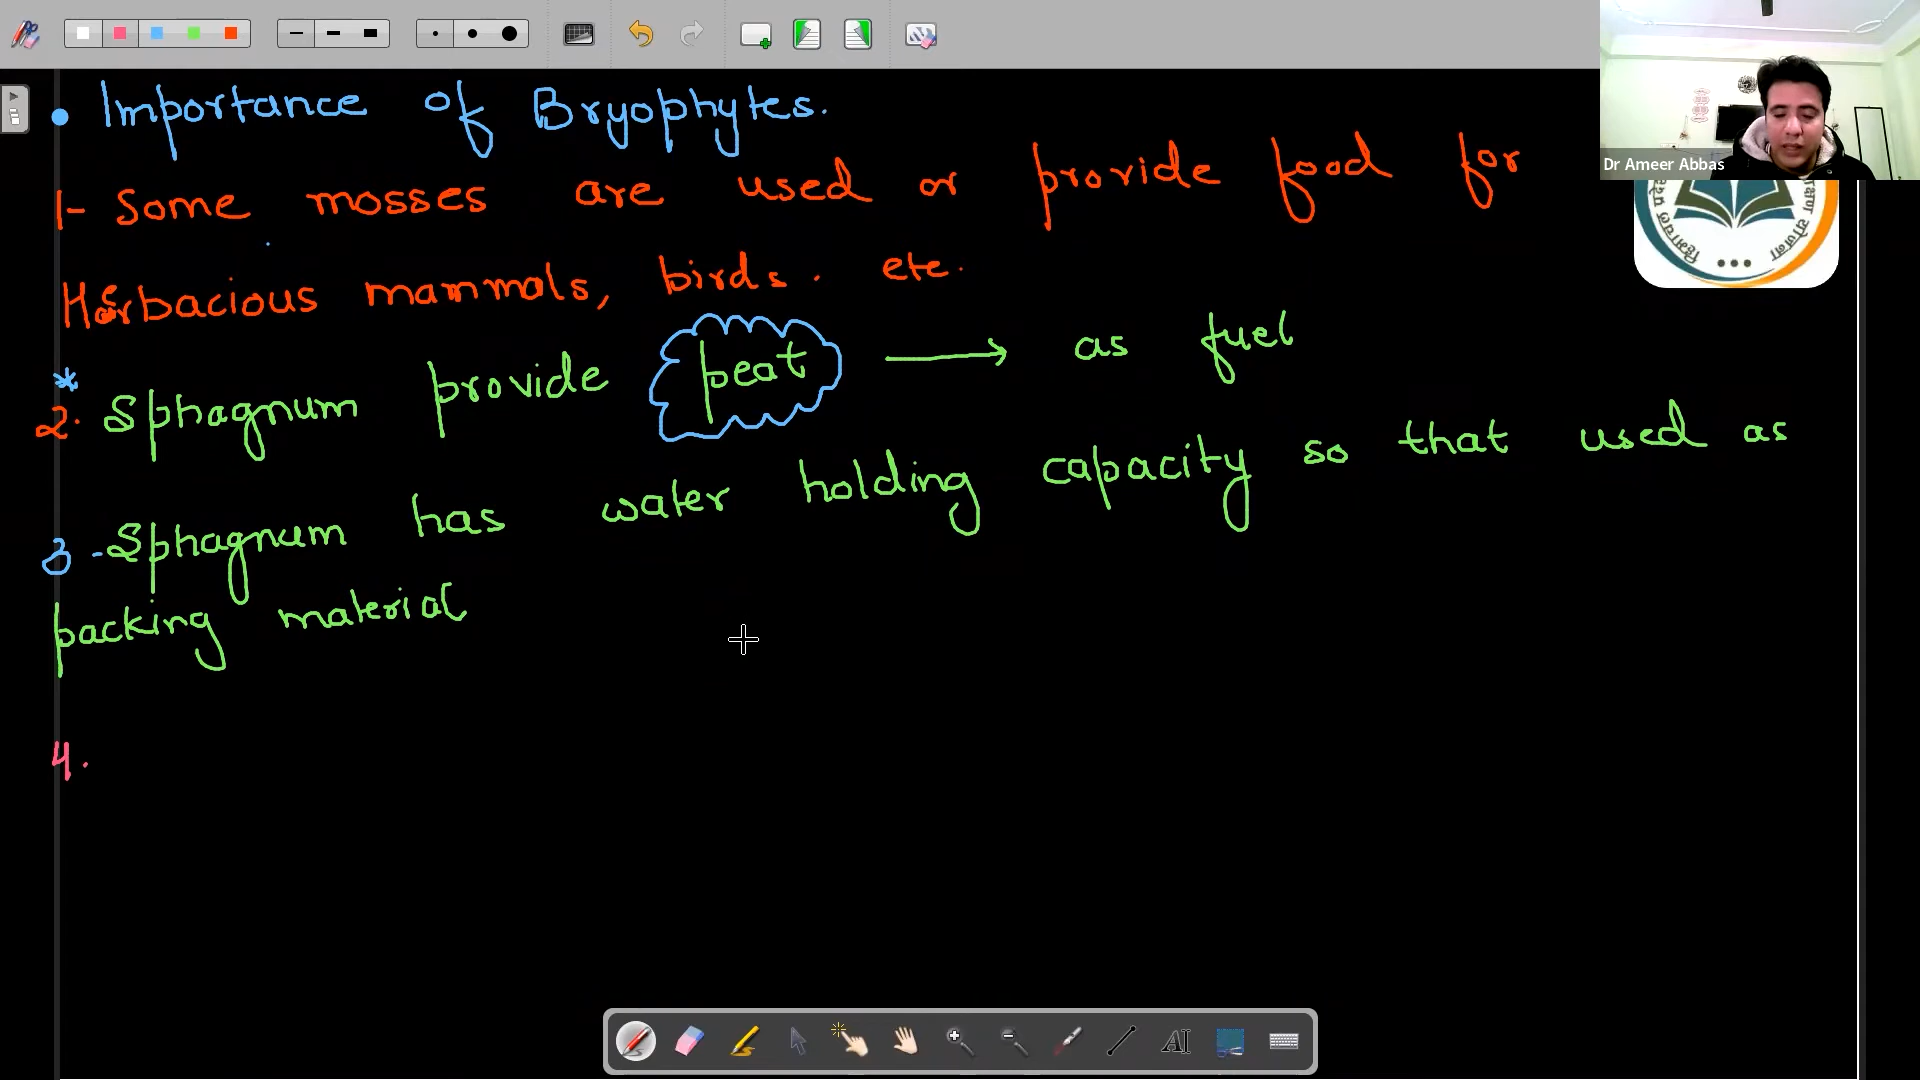 Dr Ameer Abbas
• Importance of Bryophytes.
1- Some mosses are used or provide food for
Herbacious mammals, birds. etc.
* 2. Sphagnum provide peat → as fuel
3 - Sphagnum has water holding capacity so that used as
packing material
4.
AI